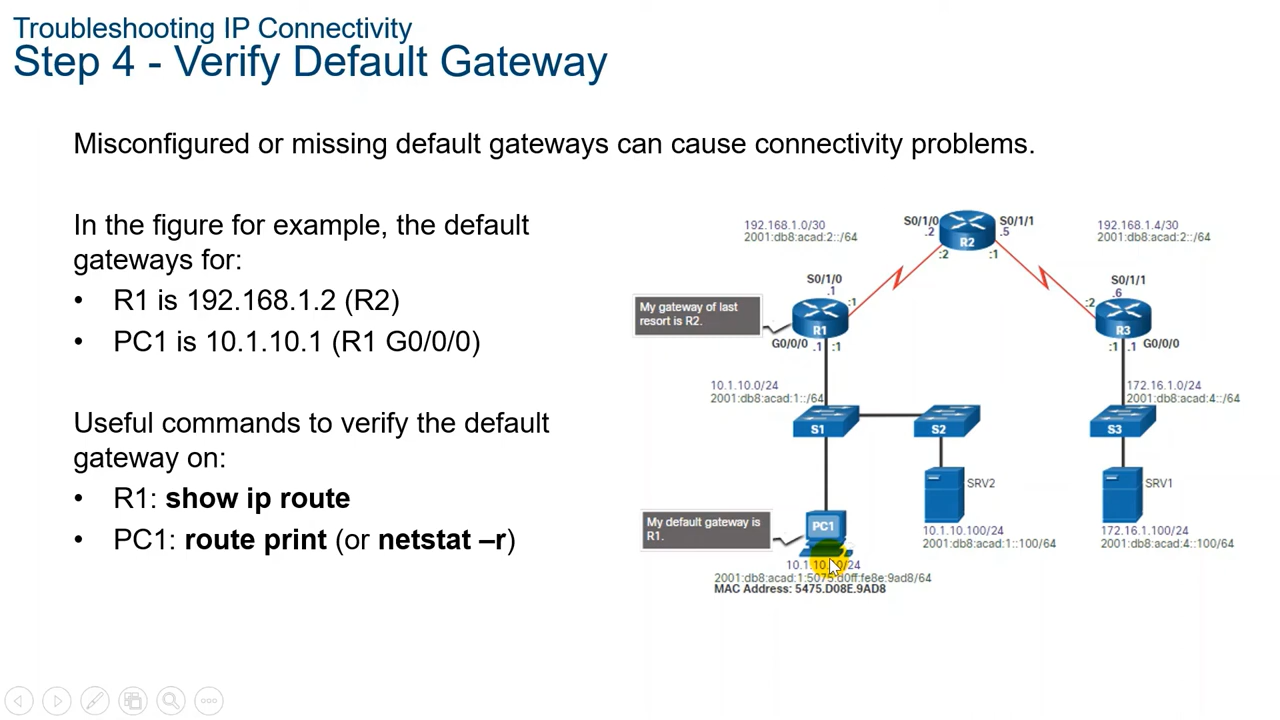 Troubleshooting IP Connectivity
Step 4 - Verify Default Gateway
Misconfigured or missing default gateways can cause connectivity problems.
In the figure for example, the default
gateways for:
• R1 is 192.168.1.2 (R2)
• PC1 is 10.1.10.1 (R1 G0/0/0)
Useful commands to verify the default
gateway on:
• R1: show ip route
• PC1: route print (or netstat –r)
192.168.1.0/30
2001:db8:acad:2::/64
S0/1/0
.2
S0/1/1
.5
R2
:2
:1
192.168.1.4/30
2001:db8:acad:2::/64
My gateway of last
resort is R2.
S0/1/0
.1
:1
R1
G0/0/0
.1 :1
S0/1/1
.6
:2
R3
:1 .1
G0/0/0
10.1.10.0/24
2001:db8:acad:1::/64
172.16.1.0/24
2001:db8:acad:4::/64
S1
S2
S3
My default gateway is
R1.
PC1
SRV2
SRV1
10.1.10.100/24
2001:db8:acad:1::100/64
172.16.1.100/24
2001:db8:acad:4::100/64
2001:db8:acad:1:5075:d0ff:fe8e:9ad8/64
MAC Address: 5475.D08E.9AD8